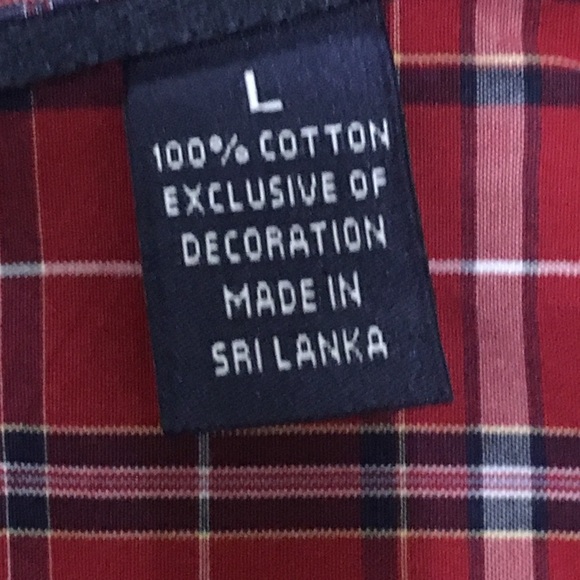 L
100% COTTON
EXCLUSIVE OF
DECORATION
MADE IN
SRI LANKA